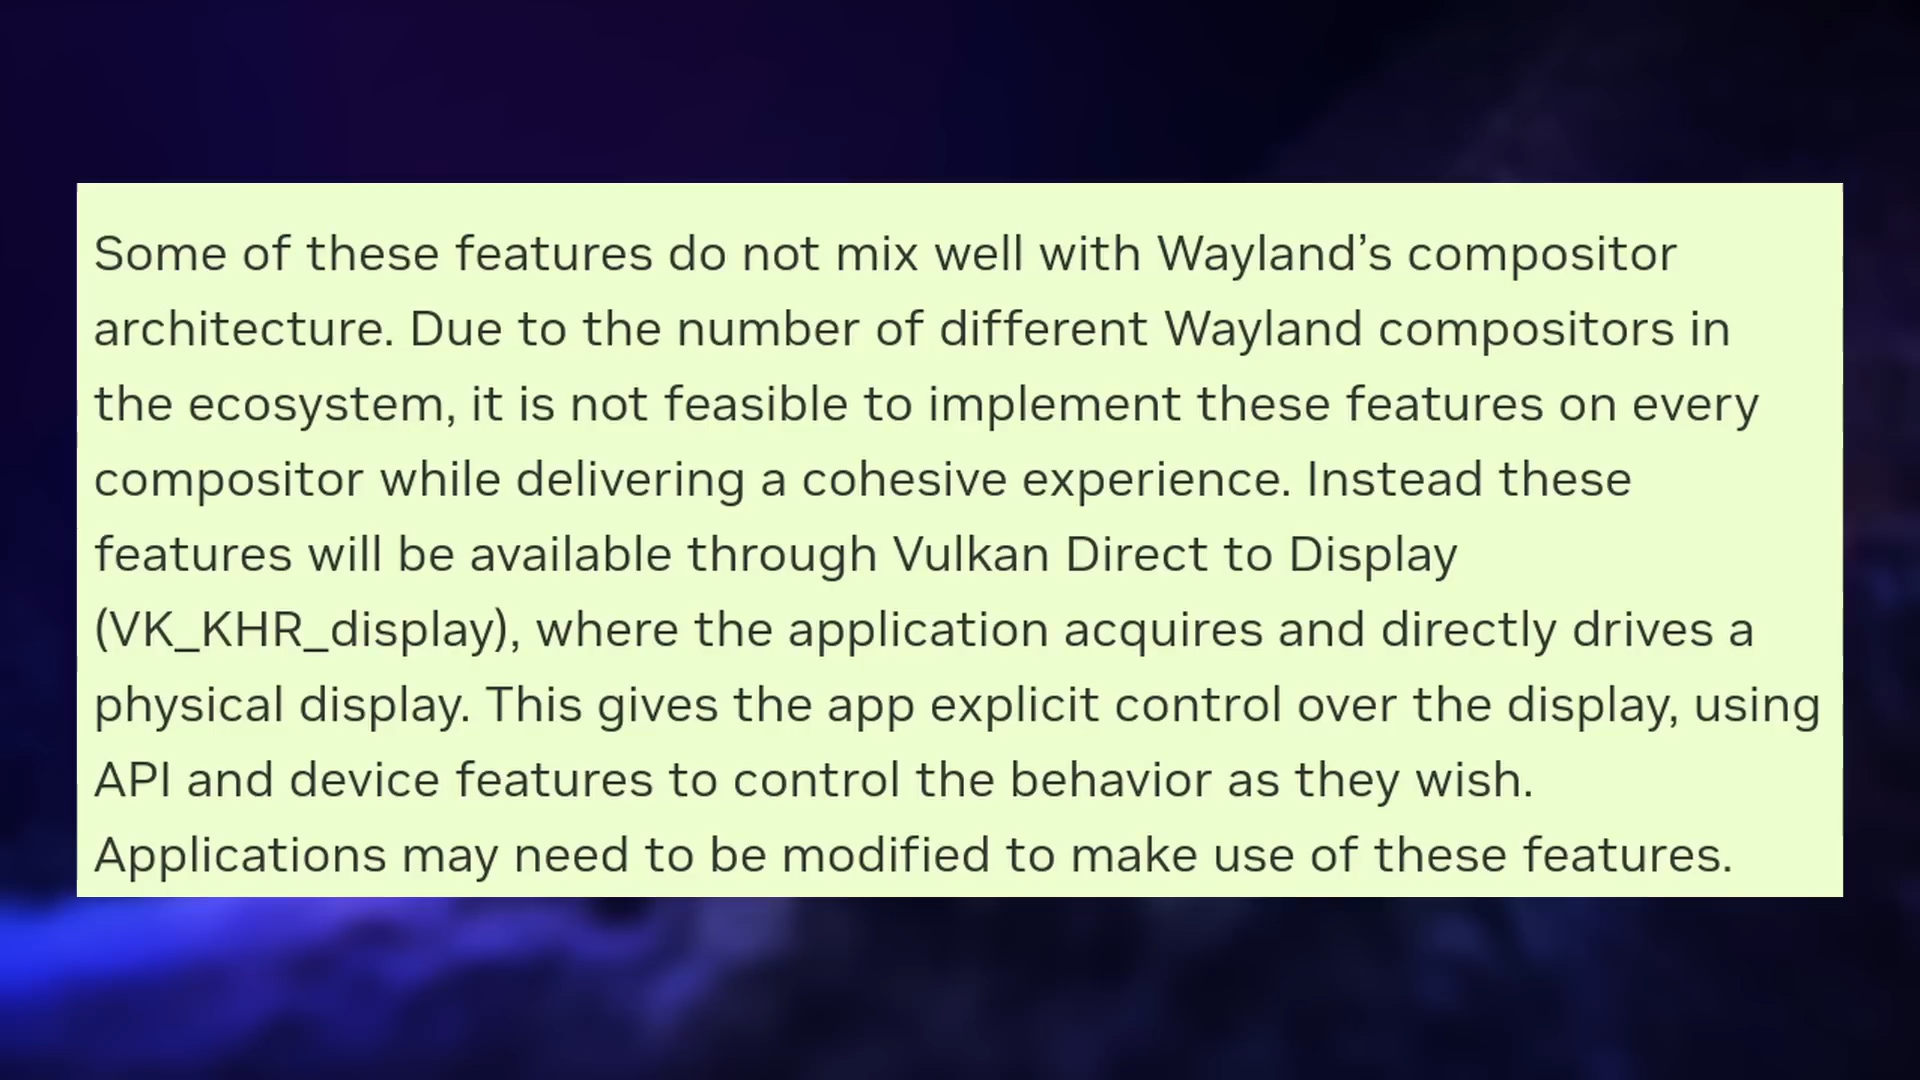 Some of these features do not mix well with Wayland’s compositor
architecture. Due to the number of different Wayland compositors in
the ecosystem, it is not feasible to implement these features on every
compositor while delivering a cohesive experience. Instead these
features will be available through Vulkan Direct to Display
(VK_KHR_display), where the application acquires and directly drives a
physical display. This gives the app explicit control over the display, using
API and device features to control the behavior as they wish.
Applications may need to be modified to make use of these features.